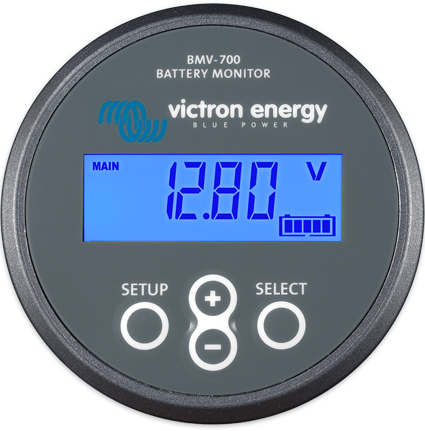 BMV-700
BATTERY MONITOR
victron energy
BLUE POWER
MAIN 12.80 V
SETUP + SELECT
−